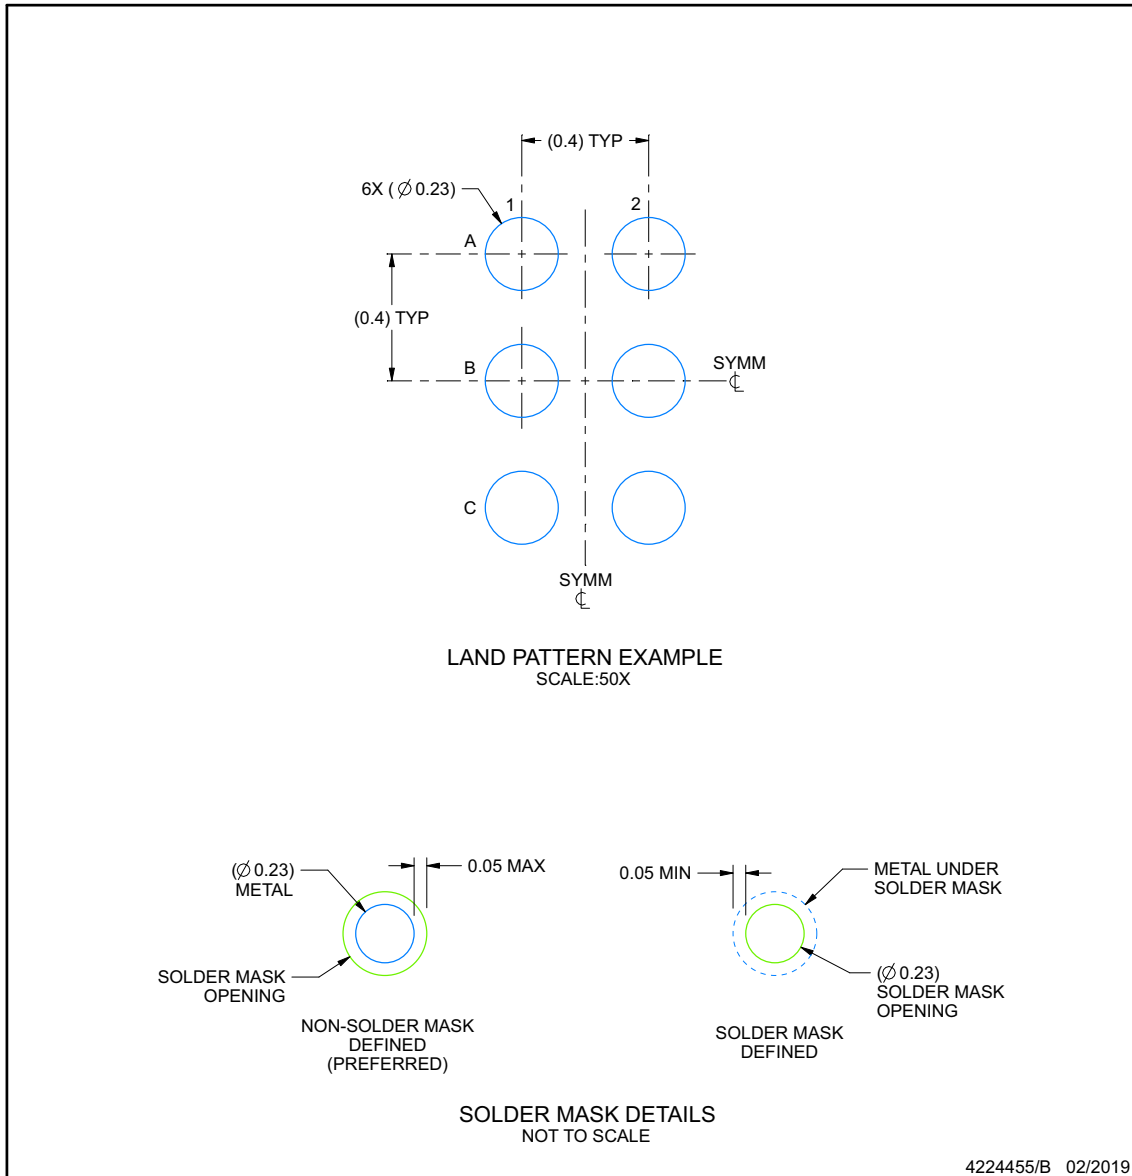 (0.4) TYP
6X ( ∅ 0.23)
1
2
A
(0.4) TYP
B
SYMM
℄
C
SYMM
℄
LAND PATTERN EXAMPLE
SCALE:50X
(∅ 0.23)
METAL
0.05 MAX
SOLDER MASK
OPENING
NON-SOLDER MASK
DEFINED
(PREFERRED)
0.05 MIN
METAL UNDER
SOLDER MASK
(∅ 0.23)
SOLDER MASK
OPENING
SOLDER MASK
DEFINED
SOLDER MASK DETAILS
NOT TO SCALE
4224455/B 02/2019